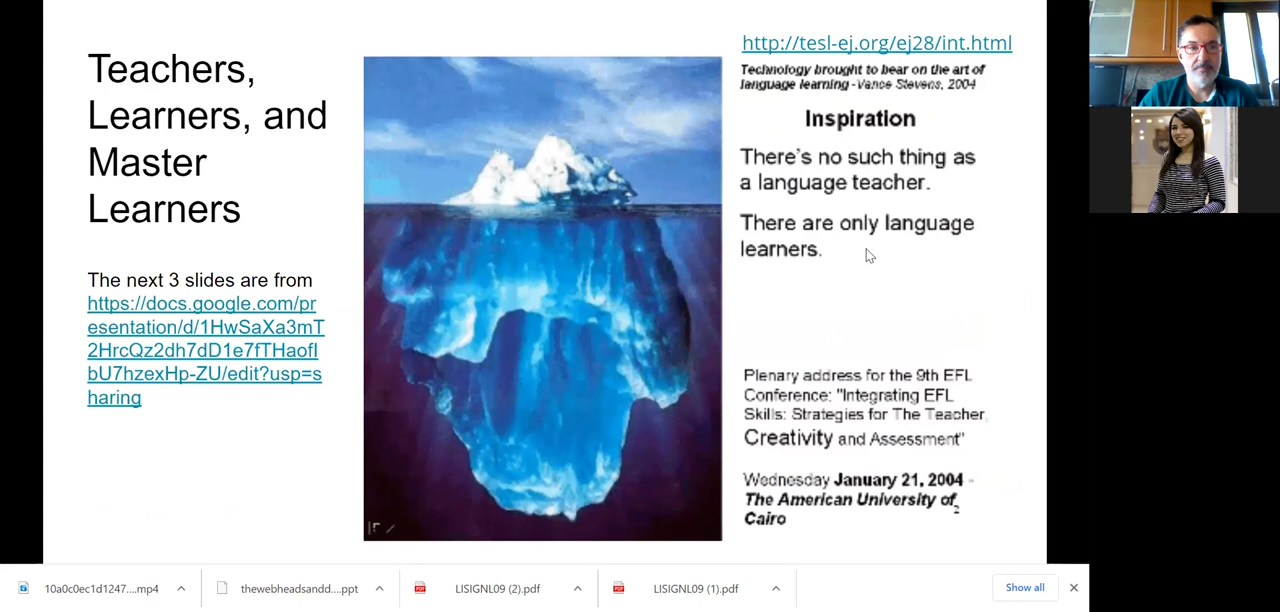 Teachers,
Learners, and
Master
Learners
The next 3 slides are from
https://docs.google.com/pr
esentation/d/1HwSaXa3mT
2HrcQz2dh7dD1e7fTHaofI
bU7hzexHp-ZU/edit?usp=s
haring
http://tesl-ej.org/ej28/int.html
Technology brought to bear on the art of
language learning -Vance Stevens, 2004
Inspiration
There's no such thing as
a language teacher.
There are only language
learners.
Plenary address for the 9th EFL
Conference: "Integrating EFL
Skills: Strategies for The Teacher,
Creativity and Assessment"
Wednesday January 21, 2004 -
The American University of
Cairo
2
10a0c0ec1d1247....mp4
thewebheadsandd....ppt
LISIGNL09 (2).pdf
LISIGNL09 (1).pdf
Show all